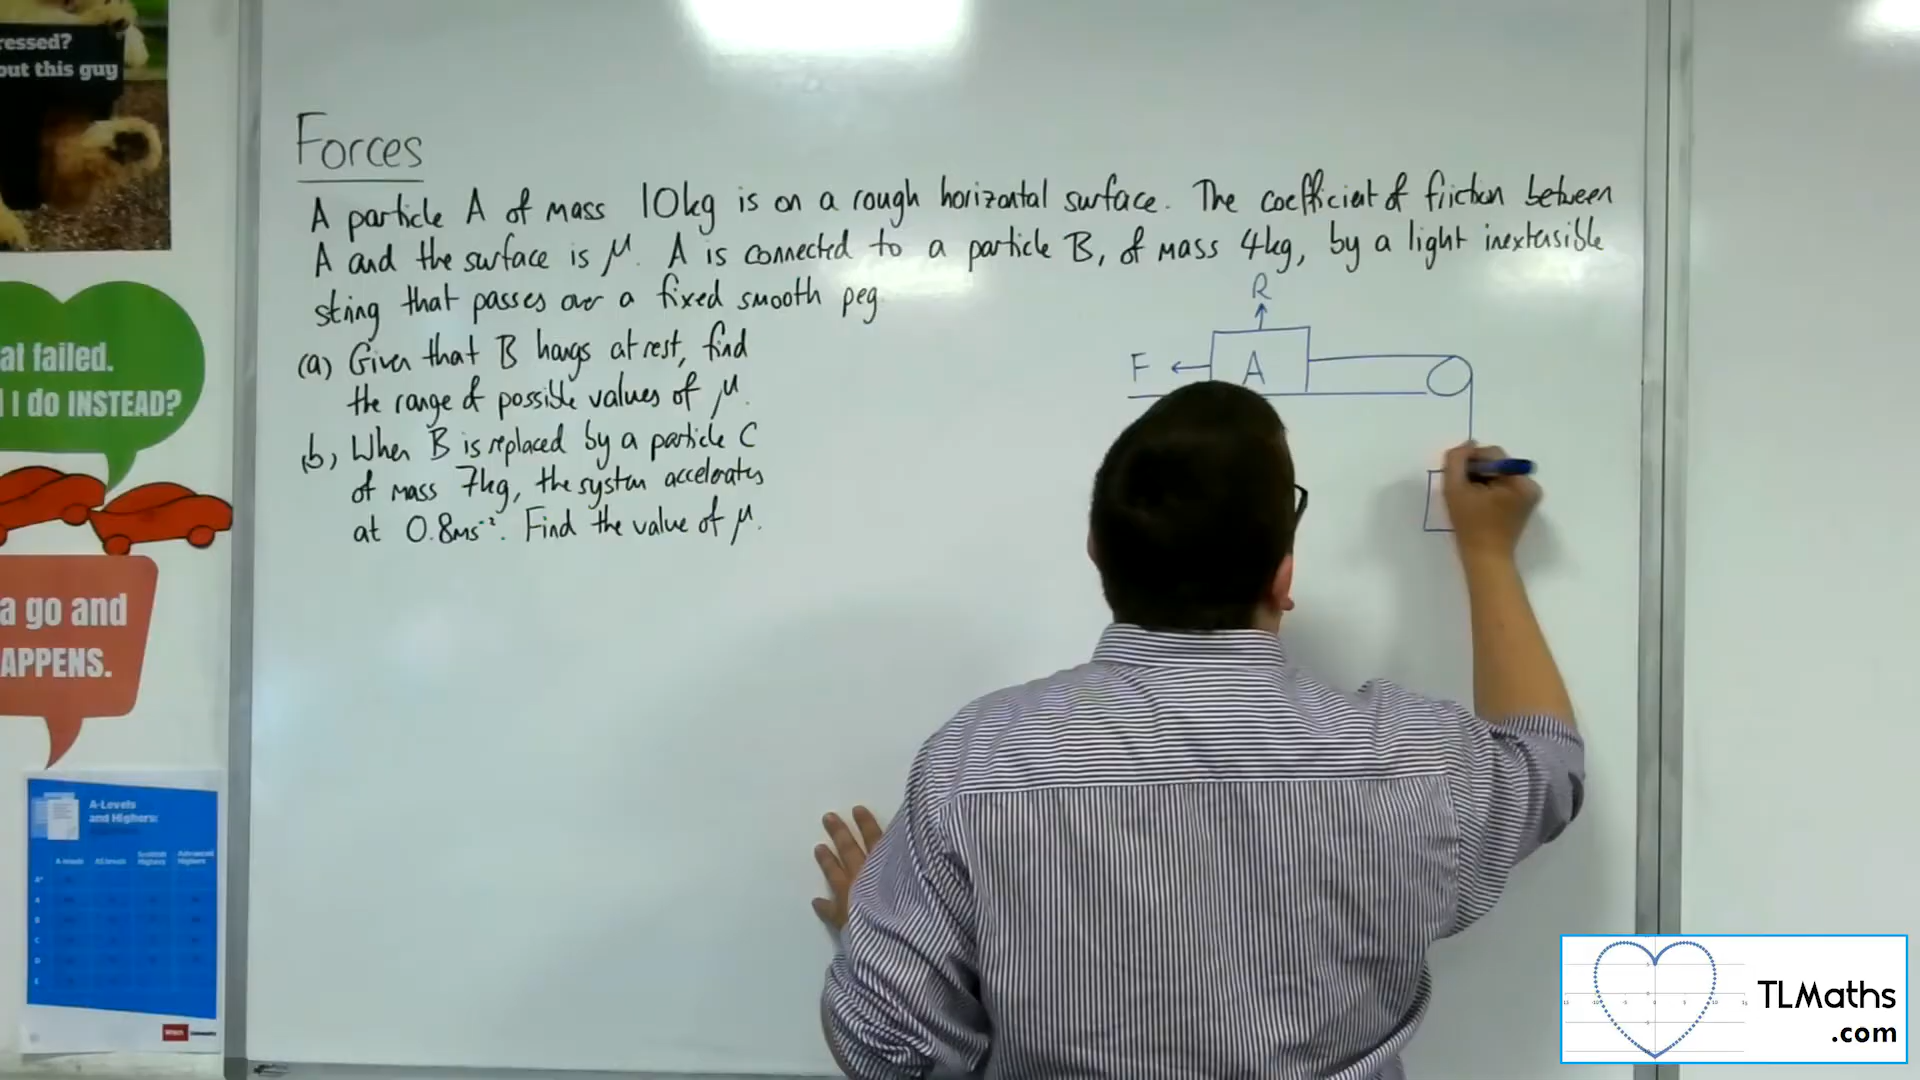 ressed?
out this guy
Forces
A particle A of mass 10kg is on a rough horizontal surface. The coefficient of friction between
A and the surface is μ. A is connected to a particle B, of mass 4kg, by a light inextensible
string that passes over a fixed smooth peg
(a) Given that B hangs at rest, find
the range of possible values of μ.
(b) When B is replaced by a particle C
of mass 7kg, the system accelerates
at 0.8ms⁻². Find the value of μ.
R
F
A
at failed.
I do INSTEAD?
a go and
APPENS.
A-Levels
and Highers:
TLMaths
.com